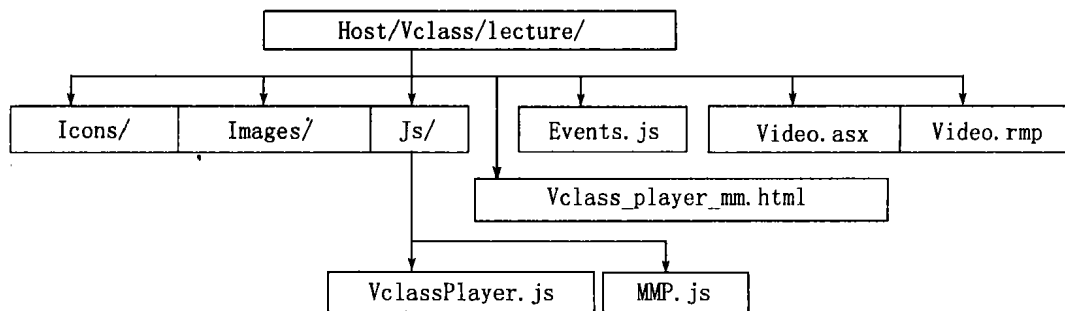 Host/Vclass/lecture/
Icons/ Images/ Js/ Events.js Video.asx Video.rmp
Vclass_player_mm.html
VclassPlayer.js MMP.js